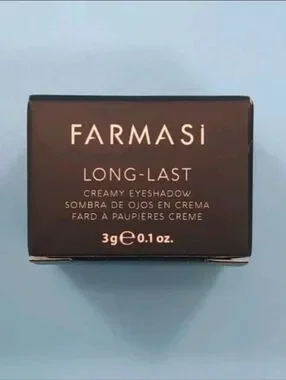 FARMASi
LONG-LAST
CREAMY EYESHADOW
SOMBRA DE OJOS EN CREMA
FARD À PAUPIÈRES CRÈME
3g ℮ 0.1 oz.